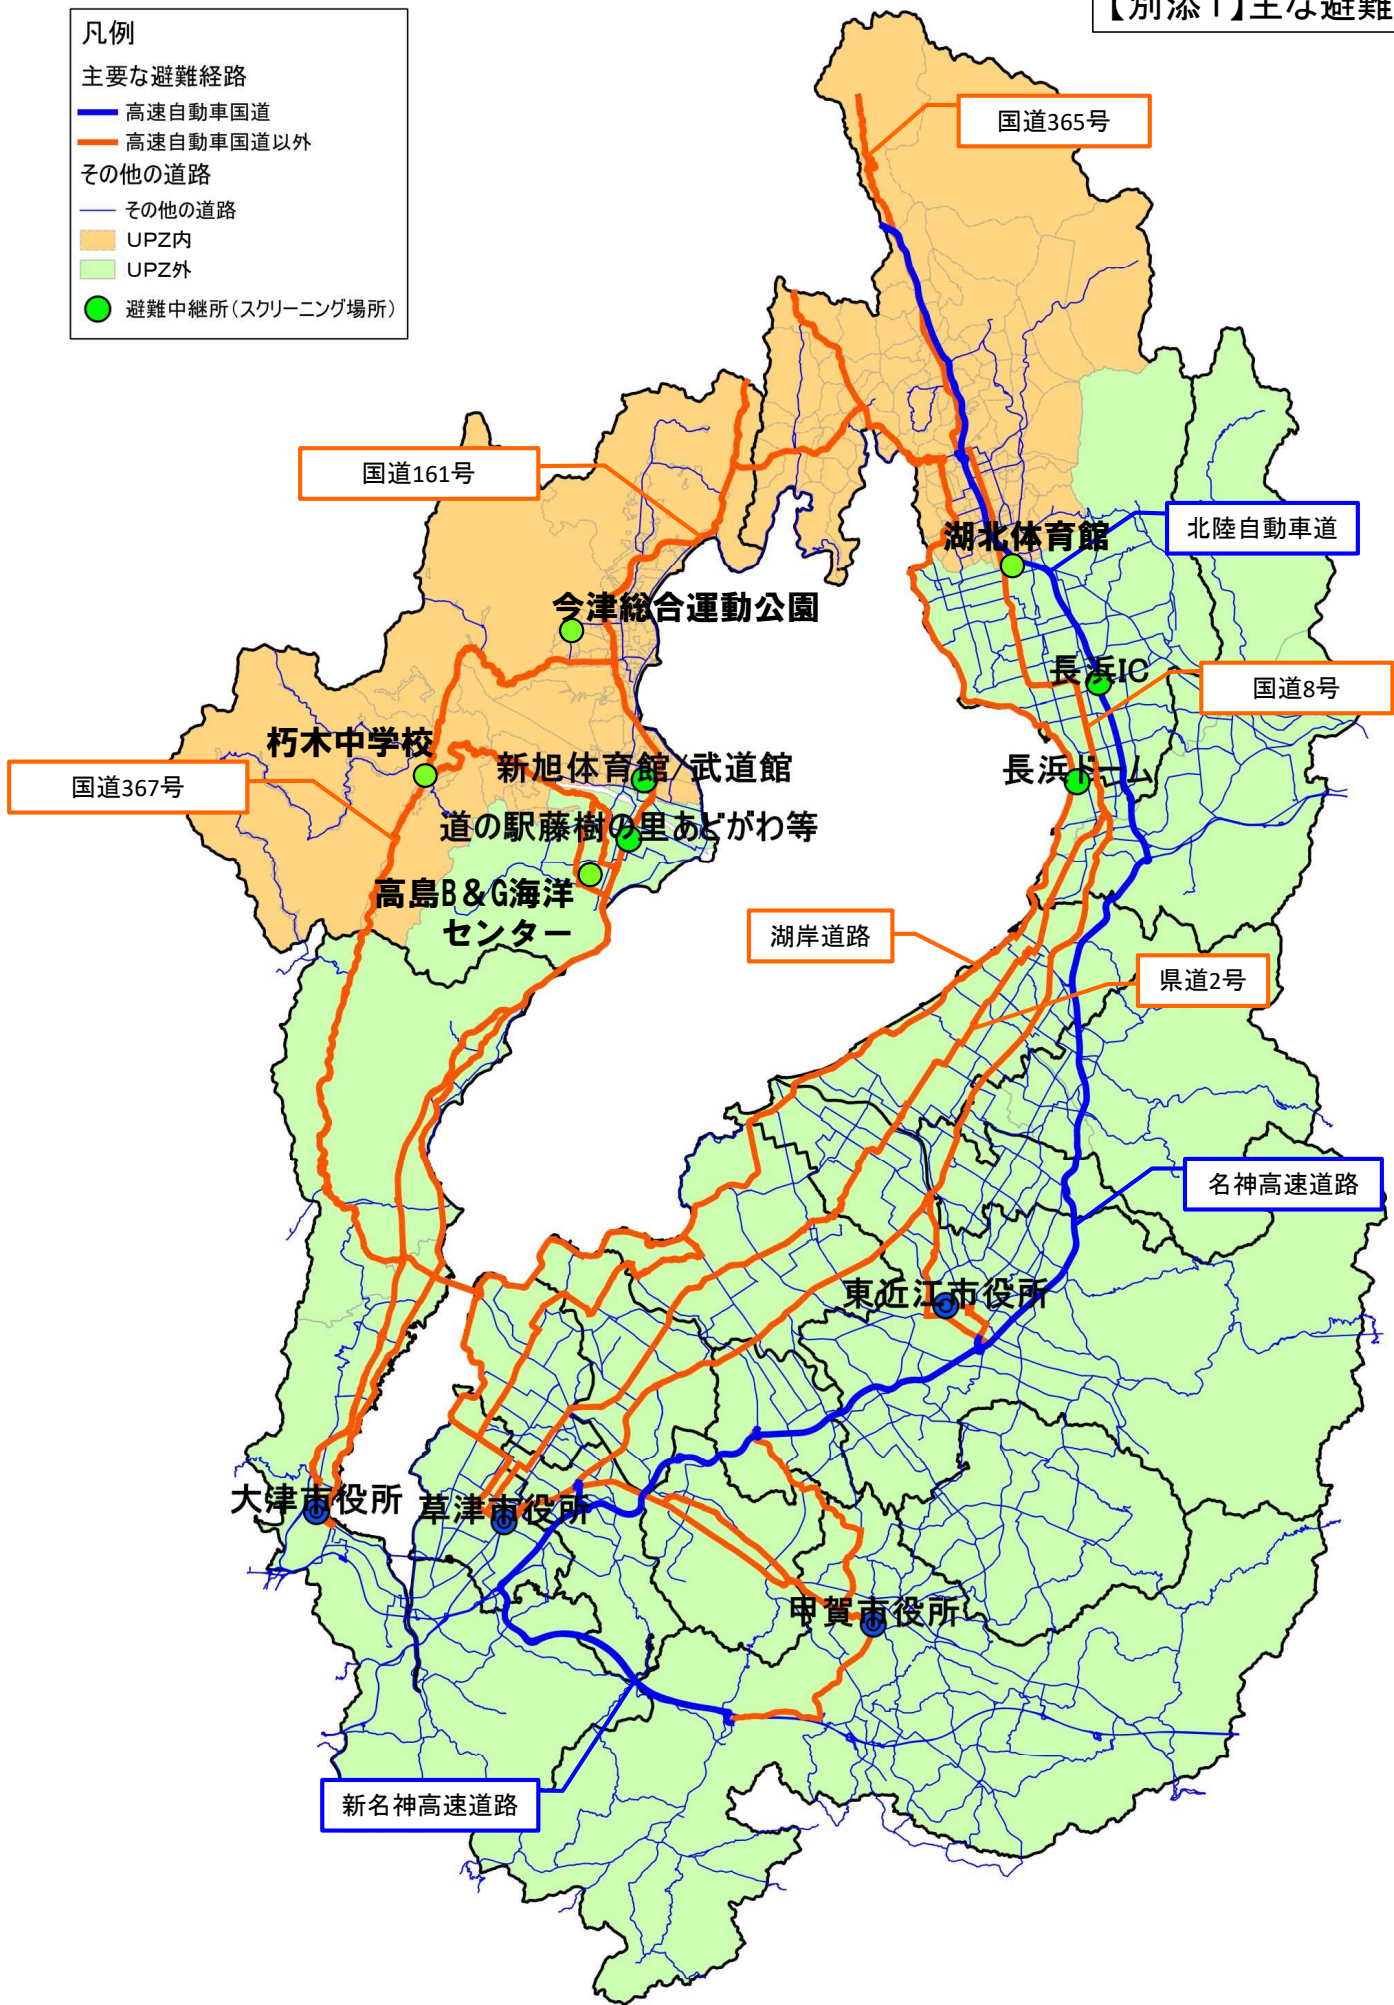 【別添1】主な避難
凡例
主要な避難経路
高速自動車国道
高速自動車国道以外
その他の道路
その他の道路
UPZ内
UPZ外
避難中継所(スクリーニング場所)
国道365号
国道161号
北陸自動車道
湖北体育館
今津総合運動公園
長浜IC
国道8号
朽木中学校
新旭体育館/武道館
長浜ドーム
国道367号
道の駅藤樹の里あどがわ等
高島B&G海洋
センター
湖岸道路
県道2号
名神高速道路
東近江市役所
大津市役所
草津市役所
甲賀市役所
新名神高速道路